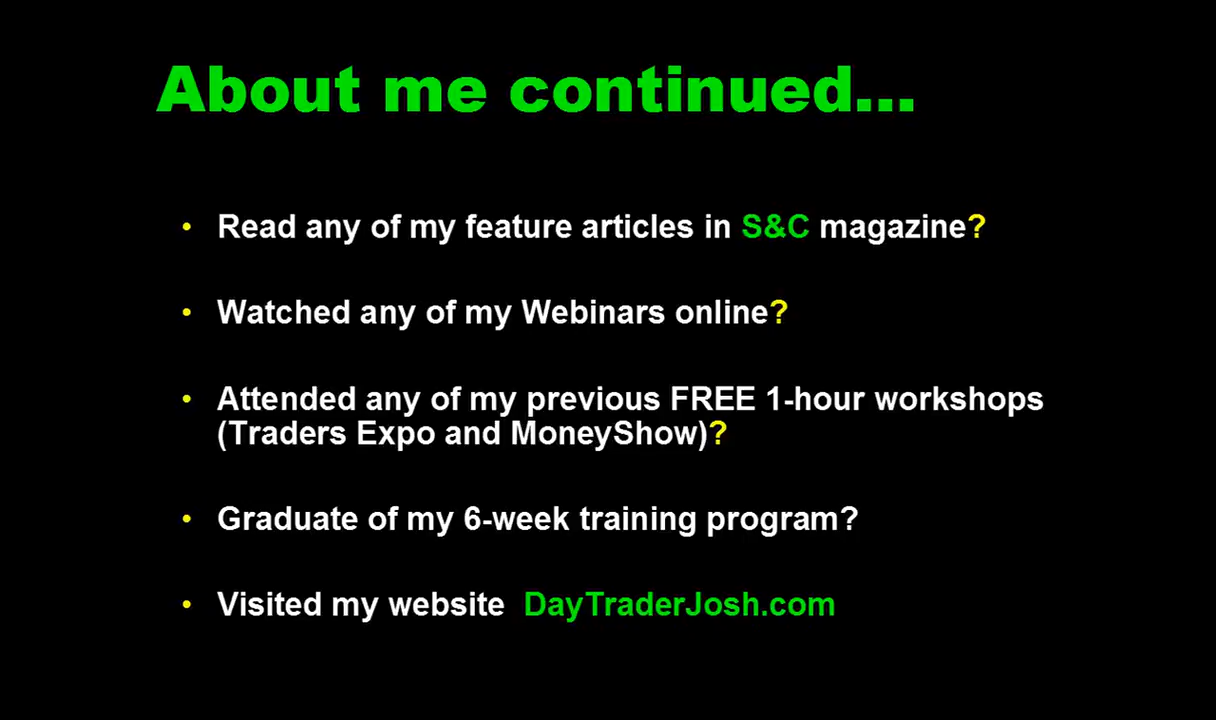 About me continued...
• Read any of my feature articles in S&C magazine?
• Watched any of my Webinars online?
• Attended any of my previous FREE 1-hour workshops
(Traders Expo and MoneyShow)?
• Graduate of my 6-week training program?
• Visited my website DayTraderJosh.com